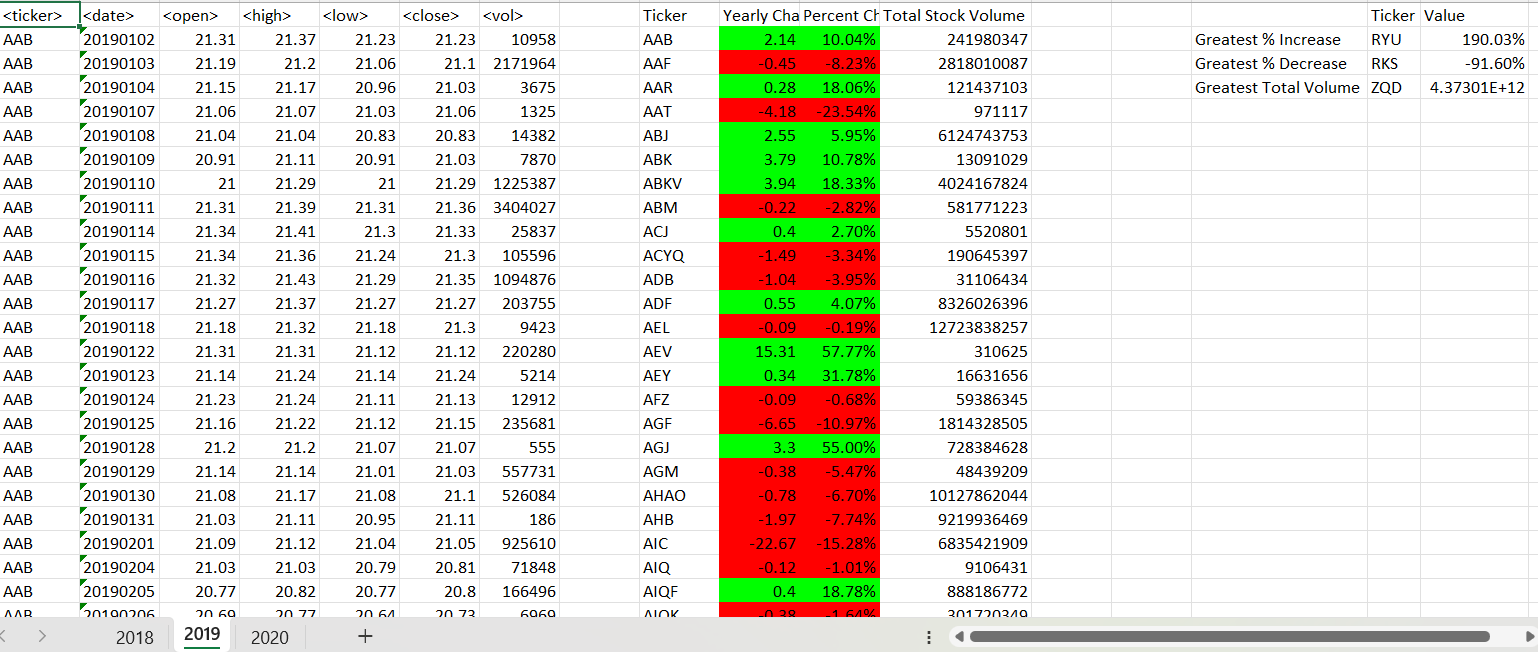 <ticker> <date> <open> <high> <low> <close> <vol> Ticker Yearly Cha Percent Ch Total Stock Volume Ticker Value
AAB 20190102 21.31 21.37 21.23 21.23 10958 AAB 2.14 10.04% 241980347 Greatest % Increase RYU 190.03%
AAB 20190103 21.19 21.2 21.06 21.1 2171964 AAF -0.45 -8.23% 2818010087 Greatest % Decrease RKS -91.60%
AAB 20190104 21.15 21.17 20.96 21.03 3675 AAR 0.28 18.06% 121437103 Greatest Total Volume ZQD 4.37301E+12
AAB 20190107 21.06 21.07 21.03 21.06 1325 AAT -4.18 -23.54% 971117
AAB 20190108 21.04 21.04 20.83 20.83 14382 ABJ 2.55 5.95% 6124743753
AAB 20190109 20.91 21.11 20.91 21.03 7870 ABK 3.79 10.78% 13091029
AAB 20190110 21 21.29 21 21.29 1225387 ABKV 3.94 18.33% 4024167824
AAB 20190111 21.31 21.39 21.31 21.36 3404027 ABM -0.22 -2.82% 581771223
AAB 20190114 21.34 21.41 21.3 21.33 25837 ACJ 0.4 2.70% 5520801
AAB 20190115 21.34 21.36 21.24 21.3 105596 ACYQ -1.49 -3.34% 190645397
AAB 20190116 21.32 21.43 21.29 21.35 1094876 ADB -1.04 -3.95% 31106434
AAB 20190117 21.27 21.37 21.27 21.27 203755 ADF 0.55 4.07% 8326026396
AAB 20190118 21.18 21.32 21.18 21.3 9423 AEL -0.09 -0.19% 12723838257
AAB 20190122 21.31 21.31 21.12 21.12 220280 AEV 15.31 57.77% 310625
AAB 20190123 21.14 21.24 21.14 21.24 5214 AEY 0.34 31.78% 16631656
AAB 20190124 21.23 21.24 21.11 21.13 12912 AFZ -0.09 -0.68% 59386345
AAB 20190125 21.16 21.22 21.12 21.15 235681 AGF -6.65 -10.97% 1814328505
AAB 20190128 21.2 21.2 21.07 21.07 555 AGJ 3.3 55.00% 728384628
AAB 20190129 21.14 21.14 21.01 21.03 557731 AGM -0.38 -5.47% 48439209
AAB 20190130 21.08 21.17 21.08 21.1 526084 AHAO -0.78 -6.70% 10127862044
AAB 20190131 21.03 21.11 20.95 21.11 186 AHB -1.97 -7.74% 9219936469
AAB 20190201 21.09 21.12 21.04 21.05 925610 AIC -22.67 -15.28% 6835421909
AAB 20190204 21.03 21.03 20.79 20.81 71848 AIQ -0.12 -1.01% 9106431
AAB 20190205 20.77 20.82 20.77 20.8 166496 AIQF 0.4 18.78% 888186772
AAB 20190206 20.69 20.77 20.64 20.73 6969 AIQK -0.38 -1.64% 301720349
2018 2019 2020